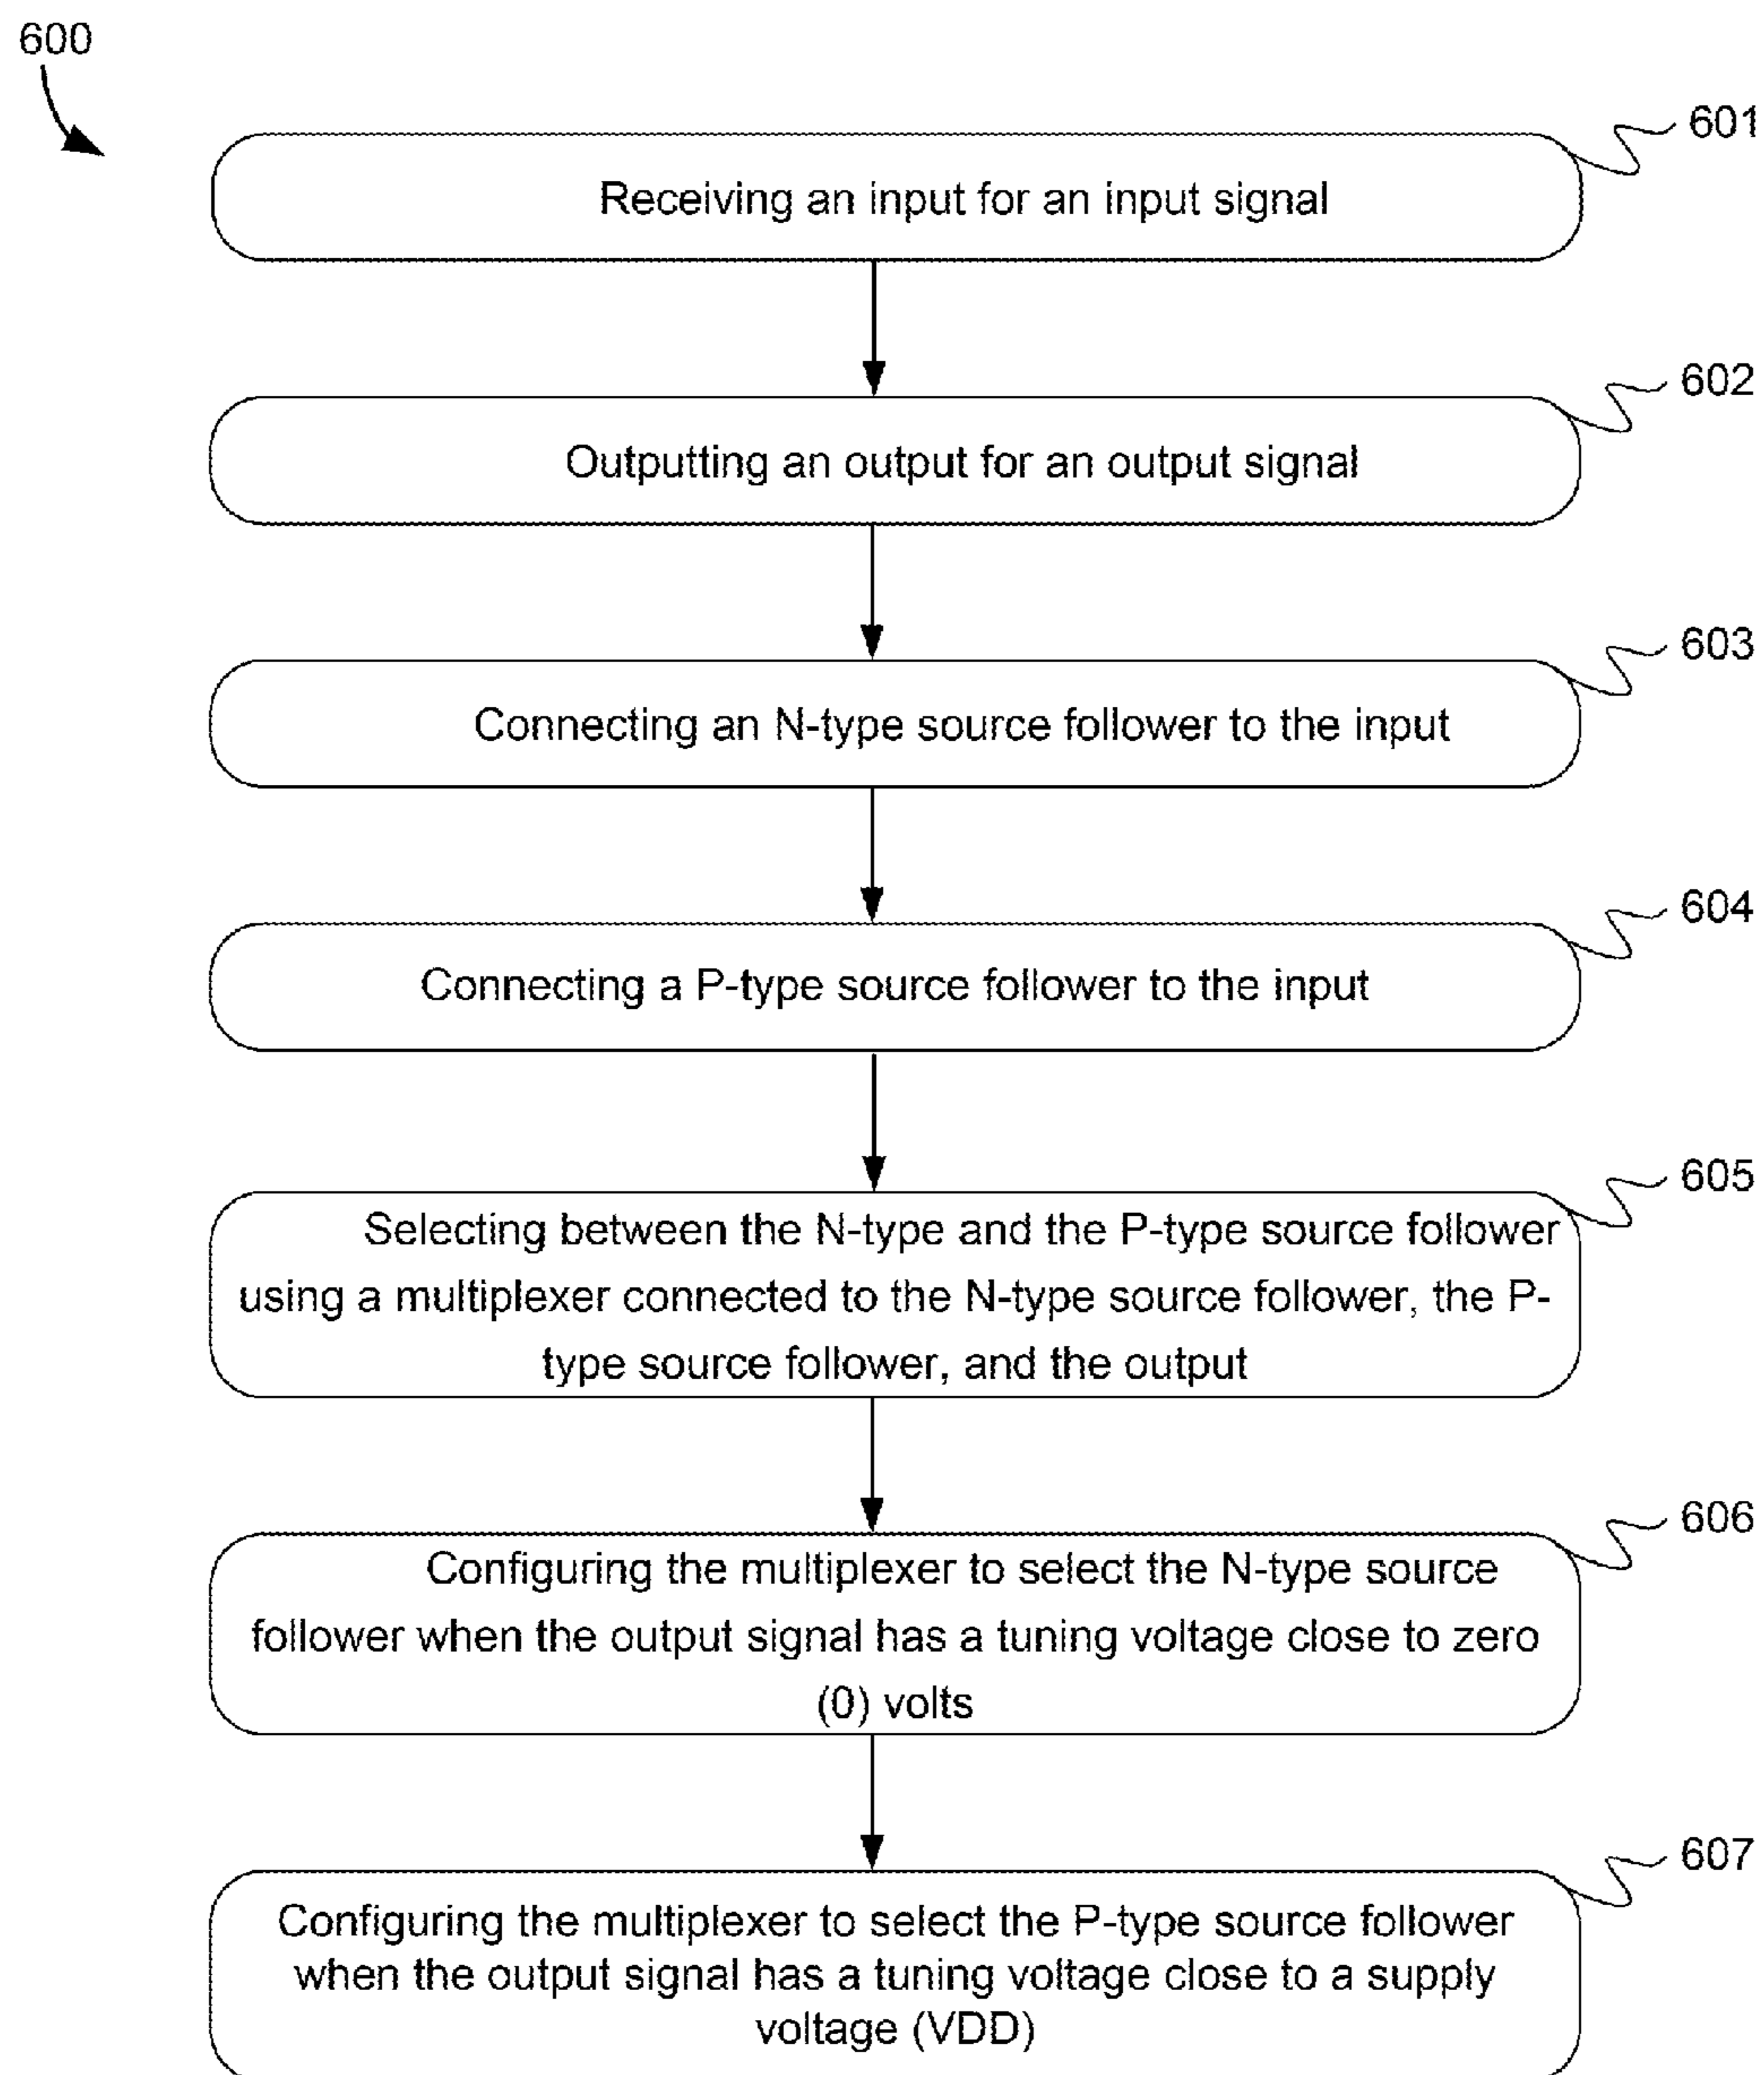 600
601
Receiving an input for an input signal
602
Outputting an output for an output signal
603
Connecting an N-type source follower to the input
604
Connecting a P-type source follower to the input
605
Selecting between the N-type and the P-type source follower
using a multiplexer connected to the N-type source follower, the P-
type source follower, and the output
606
Configuring the multiplexer to select the N-type source
follower when the output signal has a tuning voltage close to zero
(0) volts
607
Configuring the multiplexer to select the P-type source follower
when the output signal has a tuning voltage close to a supply
voltage (VDD)